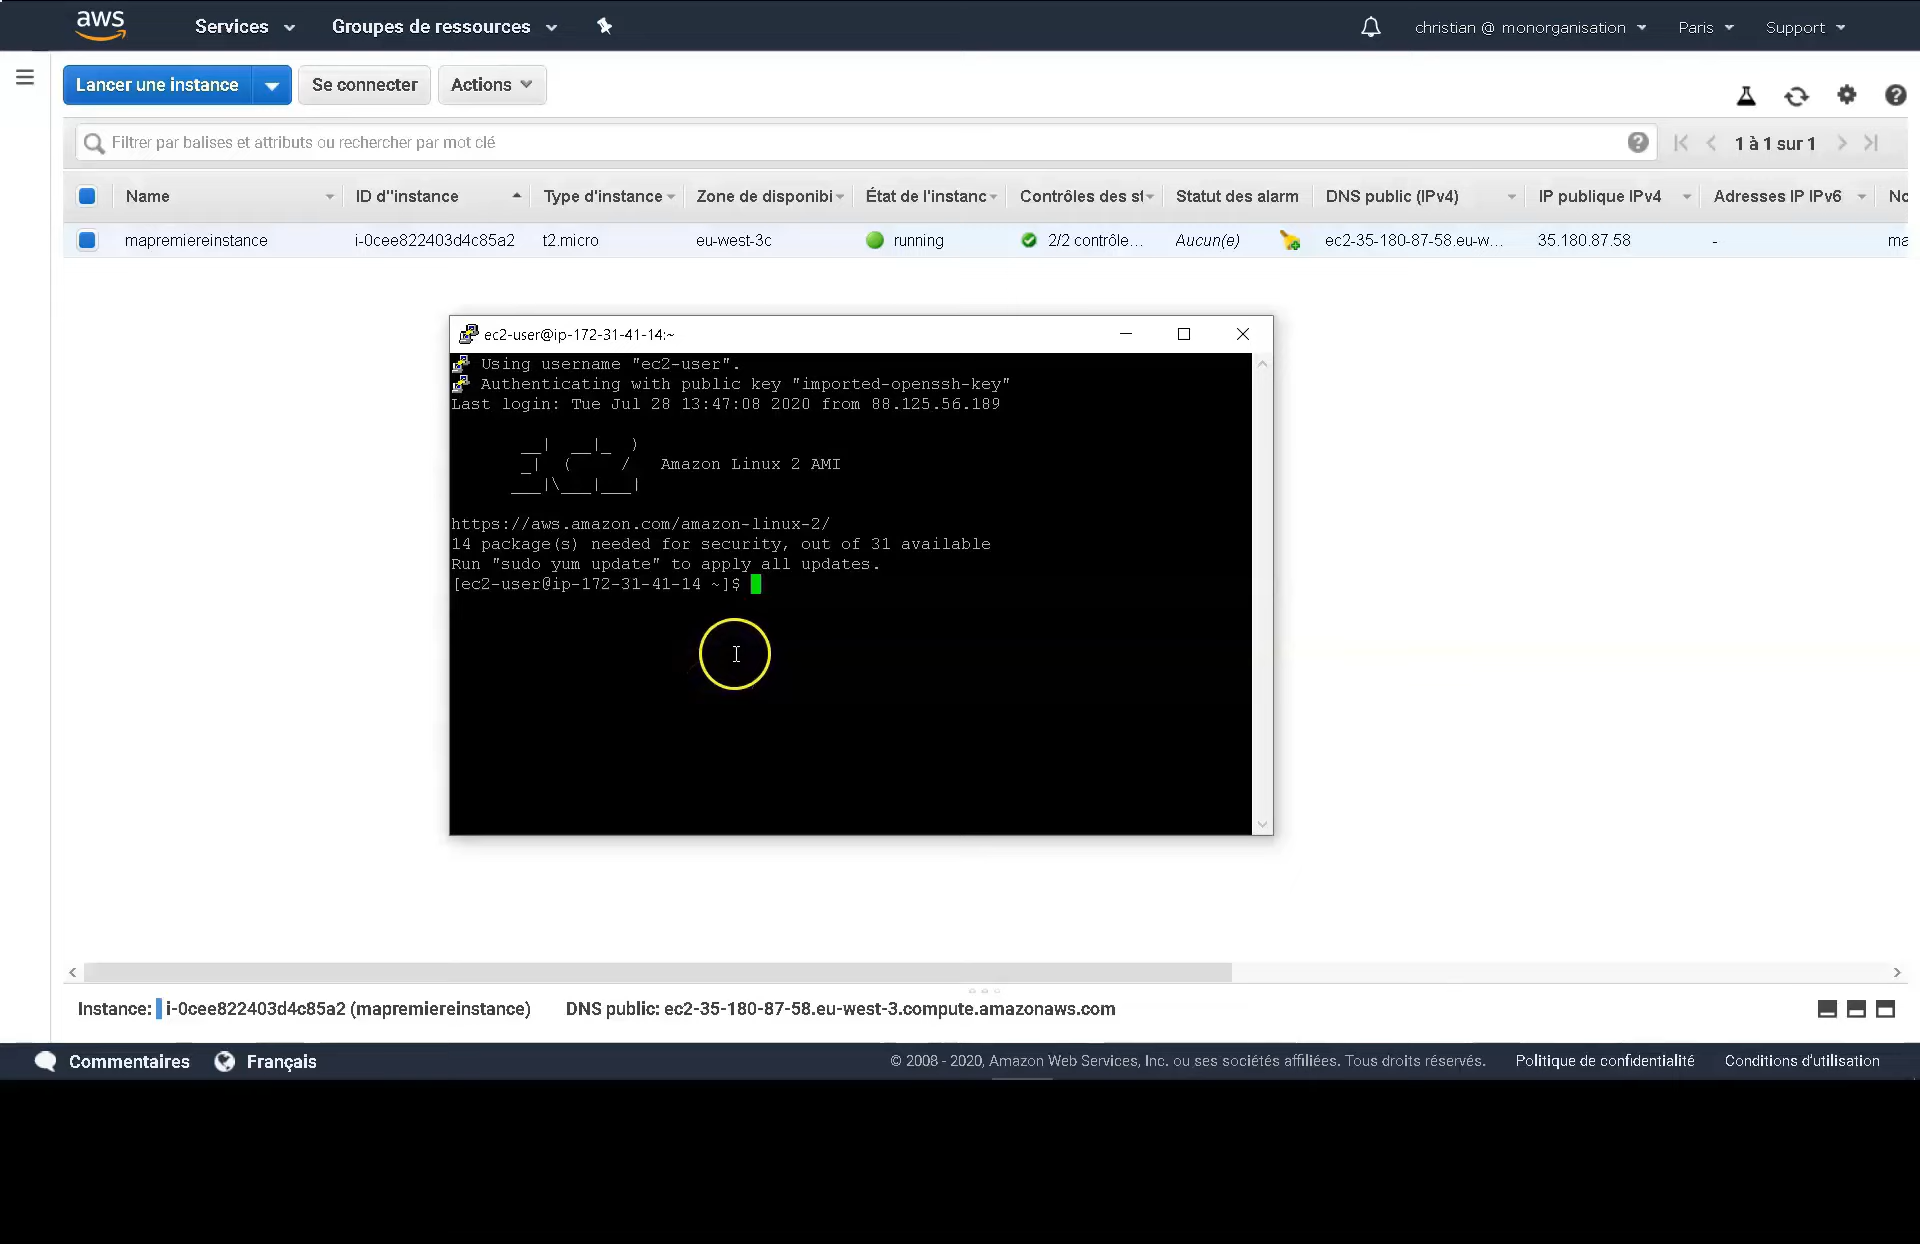 aws Services Groupes de ressources christian @ monorganisation Paris Support
Lancer une instance Se connecter Actions
Filtrer par balises et attributs ou rechercher par mot clé 1 à 1 sur 1
Name ID d''instance Type d'instance Zone de disponibi État de l'instanc Contrôles des st Statut des alarm DNS public (IPv4) IP publique IPv4 Adresses IP IPv6 No
mapremiereinstance i-0cee822403d4c85a2 t2.micro eu-west-3c running 2/2 contrôle... Aucun(e) ec2-35-180-87-58.eu-w... 35.180.87.58 - ma
ec2-user@ip-172-31-41-14:~
Using username "ec2-user".
Authenticating with public key "imported-openssh-key"
Last login: Tue Jul 28 13:47:08 2020 from 88.125.56.189
__| __|_ )
_| ( / Amazon Linux 2 AMI
___|\___|___|
https://aws.amazon.com/amazon-linux-2/
14 package(s) needed for security, out of 31 available
Run "sudo yum update" to apply all updates.
[ec2-user@ip-172-31-41-14 ~]$
Instance: i-0cee822403d4c85a2 (mapremiereinstance) DNS public: ec2-35-180-87-58.eu-west-3.compute.amazonaws.com
Commentaires Français © 2008 - 2020, Amazon Web Services, Inc. ou ses sociétés affiliées. Tous droits réservés. Politique de confidentialité Conditions d'utilisation